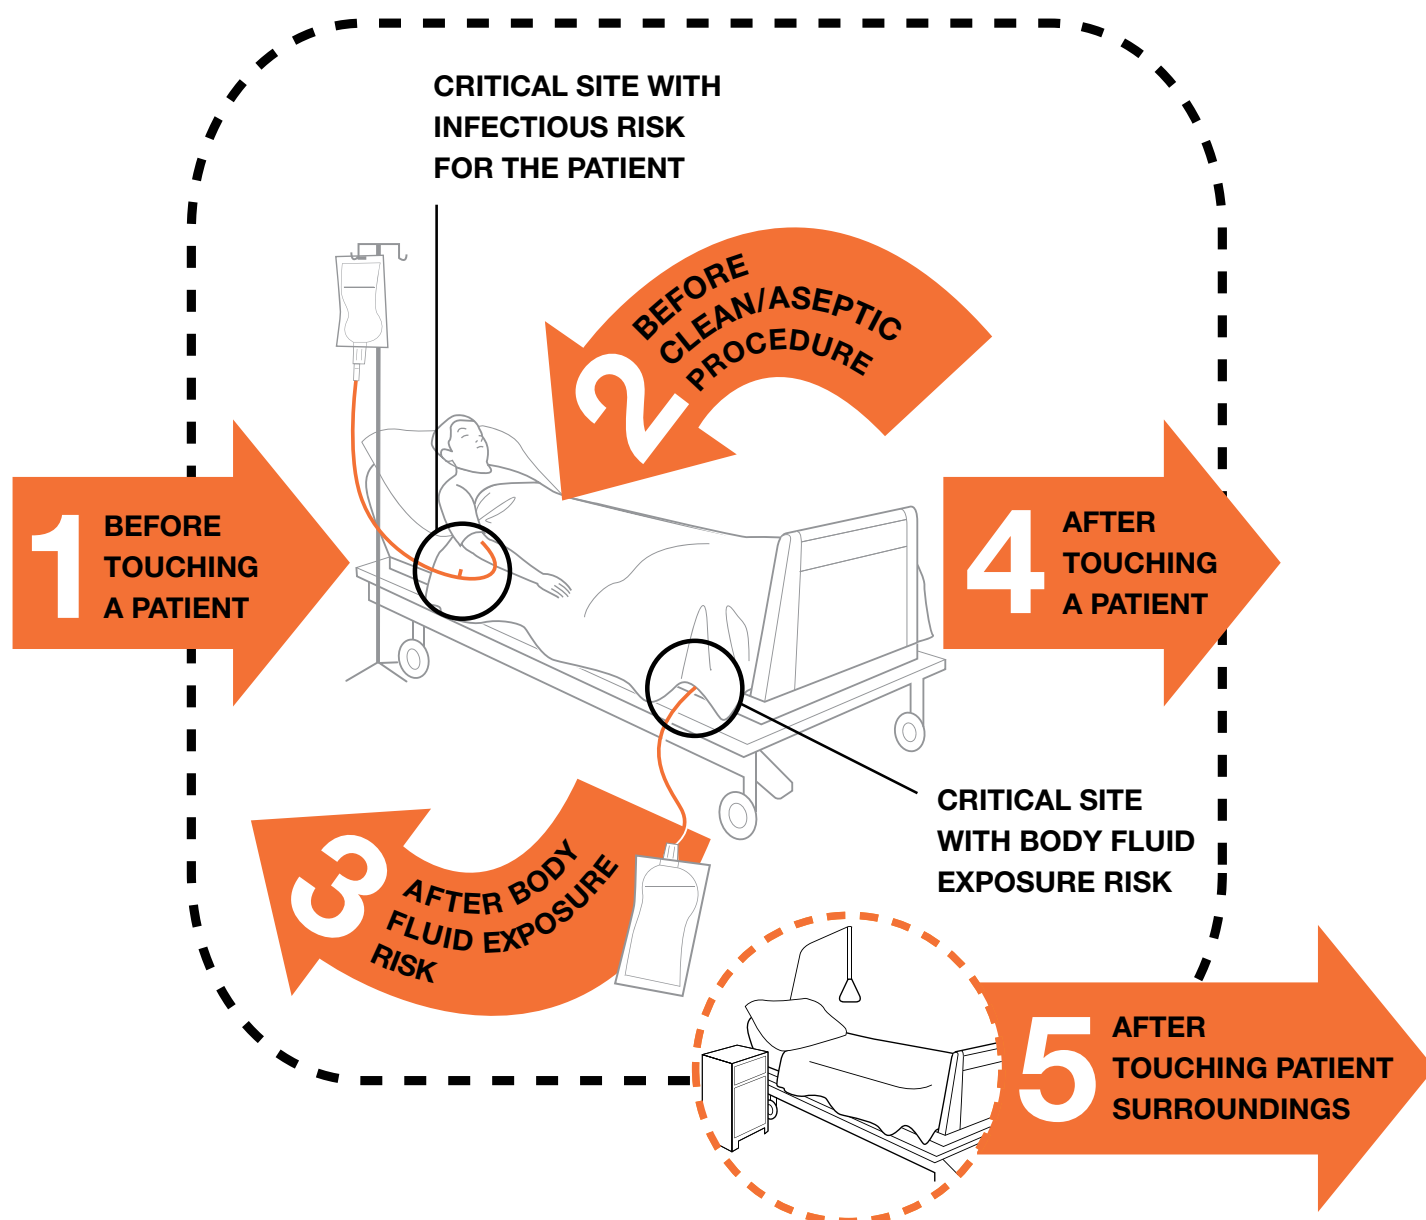 CRITICAL SITE WITH
INFECTIOUS RISK
FOR THE PATIENT
1
BEFORE
TOUCHING
A PATIENT
2
BEFORE
CLEAN/ASEPTIC
PROCEDURE
3
AFTER BODY
FLUID EXPOSURE
RISK
4
AFTER
TOUCHING
A PATIENT
CRITICAL SITE
WITH BODY FLUID
EXPOSURE RISK
5
AFTER
TOUCHING PATIENT
SURROUNDINGS